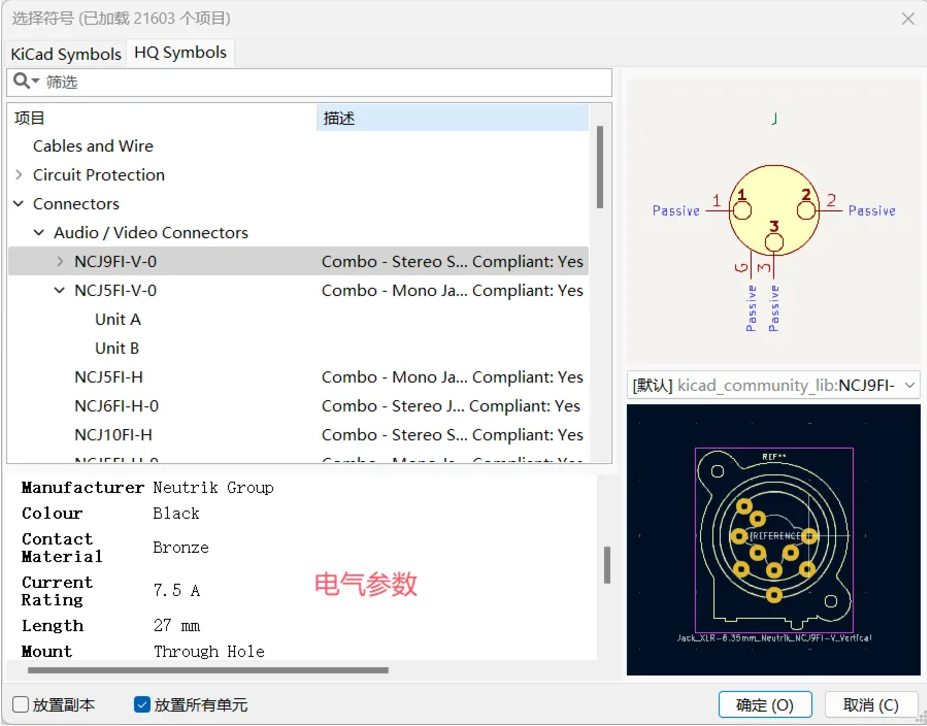 选择符号 (已加载 21603 个项目)
KiCad Symbols HQ Symbols
筛选
项目 描述
Cables and Wire
Circuit Protection
Connectors
Audio / Video Connectors
NCJ9FI-V-0 Combo - Stereo S... Compliant: Yes
NCJ5FI-V-0 Combo - Mono Ja... Compliant: Yes
Unit A
Unit B
NCJ5FI-H Combo - Mono Ja... Compliant: Yes
NCJ6FI-H-0 Combo - Stereo J... Compliant: Yes
NCJ10FI-H Combo - Stereo S... Compliant: Yes
Manufacturer Neutrik Group
Colour Black
Contact
Material Bronze
Current
Rating 7.5 A
Length 27 mm
Mount Through Hole
电气参数
J
Passive 1 1 2 2 Passive
3
G 3
Passive Passive
[默认] kicad_community_lib:NCJ9FI-
REF**
REFERENCE
Jack_XLR-6.35mm_Neutrik_NCJ9FI-V_Vertical
放置副本 放置所有单元 确定 (O) 取消 (C)